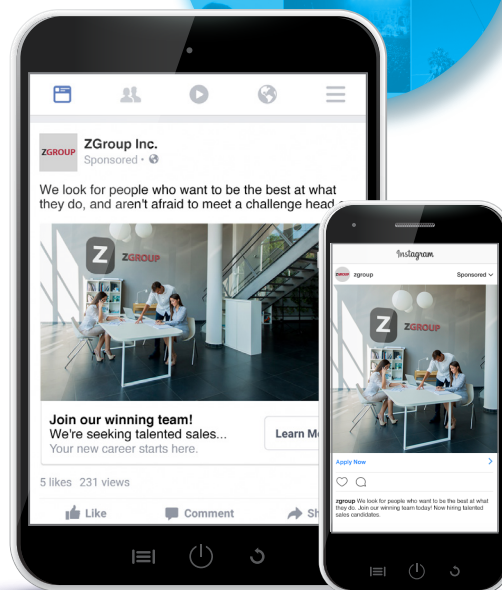 ZGROUP
ZGroup Inc.
Sponsored •
We look for people who want to be the best at what
they do, and aren't afraid to meet a challenge head
Z ZGROUP
Join our winning team!
We're seeking talented sales...
Your new career starts here.
Learn M
5 likes 231 views
Like Comment Sh
Instagram
ZGROUP zgroup Sponsored
Z ZGROUP
Apply Now
zgroup We look for people who want to be the best at what
they do. Join our winning team today! Now hiring talented
sales candidates.